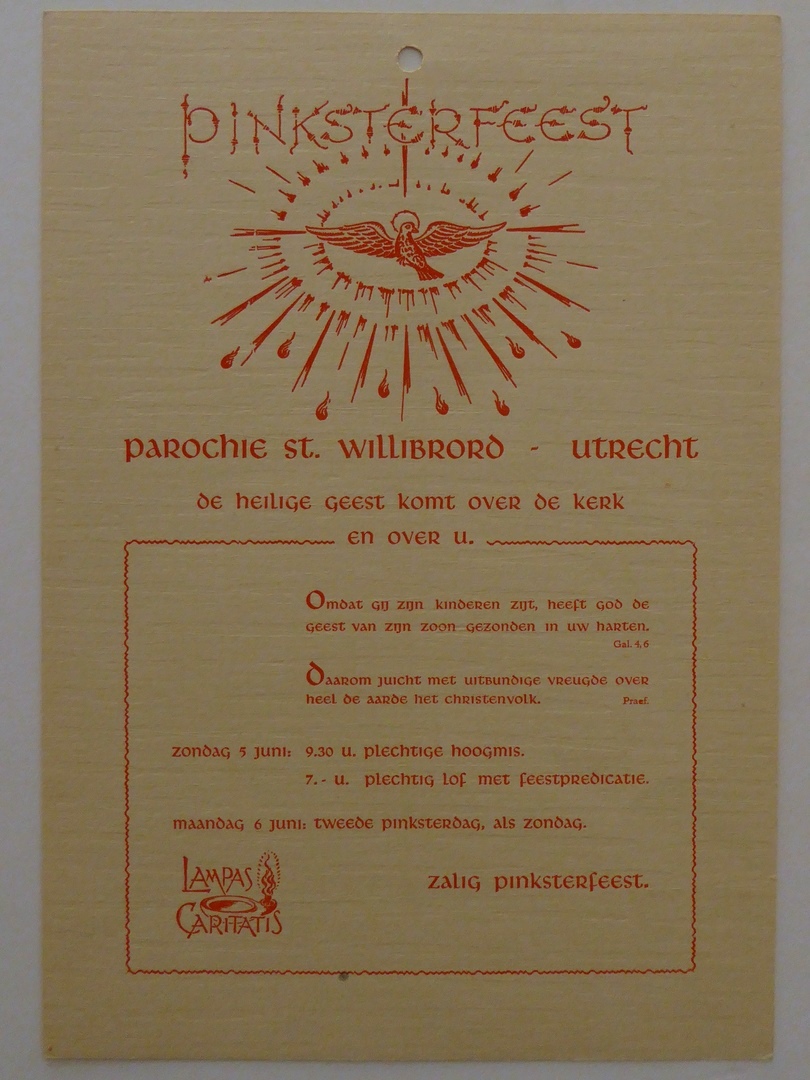 PINKSTERFEEST
parochie st. willibrord - utrecht
de heilige geest komt over de kerk
en over u.
Omdat gij zijn kinderen zijt, heeft god de
geest van zijn zoon gezonden in uw harten.
Gal. 4,6
Daarom juicht met uitbundige vreugde over
heel de aarde het christenvolk. Praef.
zondag 5 juni: 9.30 u. plechtige hoogmis.
7.- u. plechtig lof met feestpredicatie.
maandag 6 juni: tweede pinksterdag, als zondag.
LAMPAS
CARITATIS
zalig pinksterfeest.